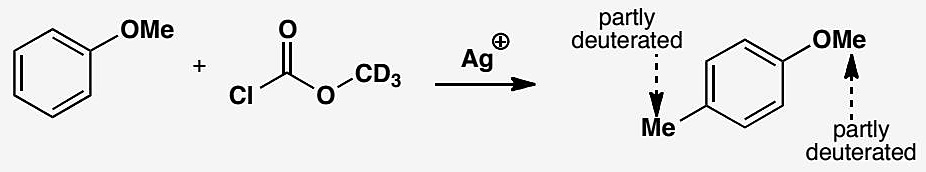 OMe
+
O
Cl
O
CD3
Ag⊕
partly
deuterated
Me
OMe
partly
deuterated